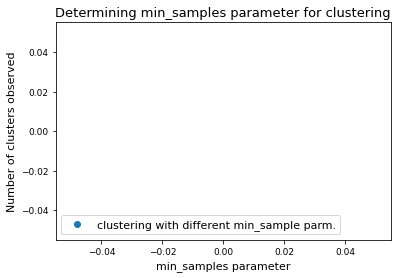 Determining min_samples parameter for clustering
Number of clusters observed
0.04
0.02
0.00
−0.02
−0.04
clustering with different min_sample parm.
−0.04
−0.02
0.00
0.02
0.04
min_samples parameter